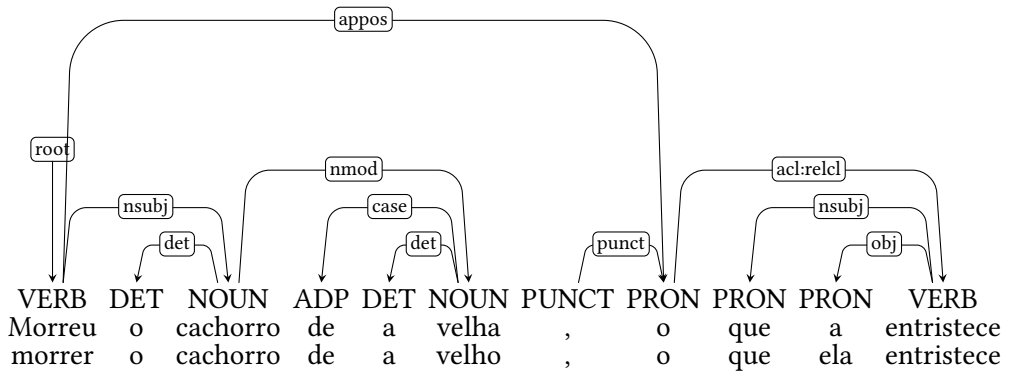 appos
root
nmod acl:relcl
nsubj case nsubj
det det punct obj
VERB DET NOUN ADP DET NOUN PUNCT PRON PRON PRON VERB
Morreu o cachorro de a velha , o que a entristece
morrer o cachorro de a velho , o que ela entristece